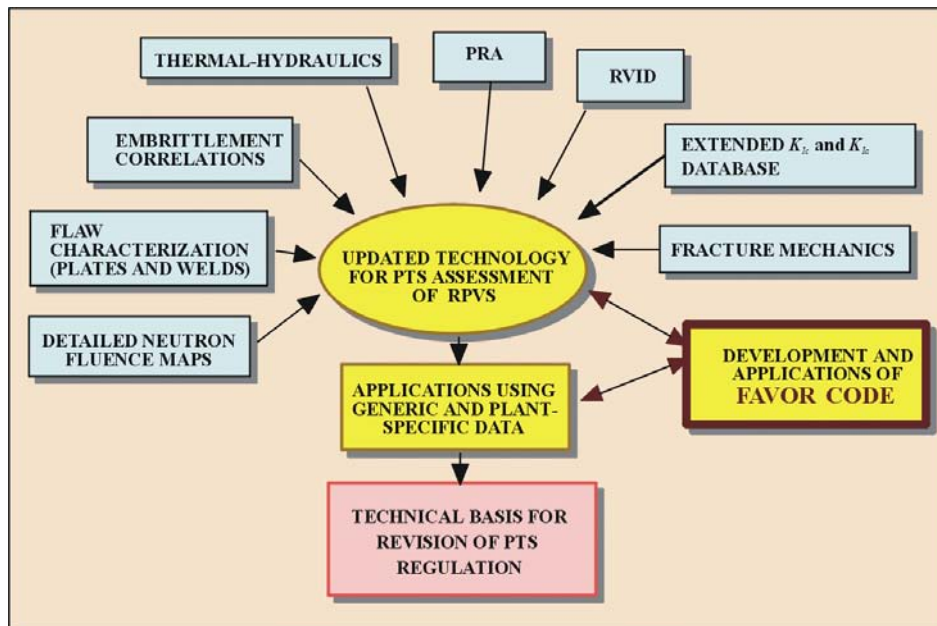 THERMAL-HYDRAULICS
PRA
RVID
EMBRITTLEMENT
CORRELATIONS
EXTENDED KIc and KIc
DATABASE
FLAW
CHARACTERIZATION
(PLATES AND WELDS)
UPDATED TECHNOLOGY
FOR PTS ASSESSMENT
OF RPVS
FRACTURE MECHANICS
DETAILED NEUTRON
FLUENCE MAPS
DEVELOPMENT AND
APPLICATIONS OF
FAVOR CODE
APPLICATIONS USING
GENERIC AND PLANT-
SPECIFIC DATA
TECHNICAL BASIS FOR
REVISION OF PTS
REGULATION